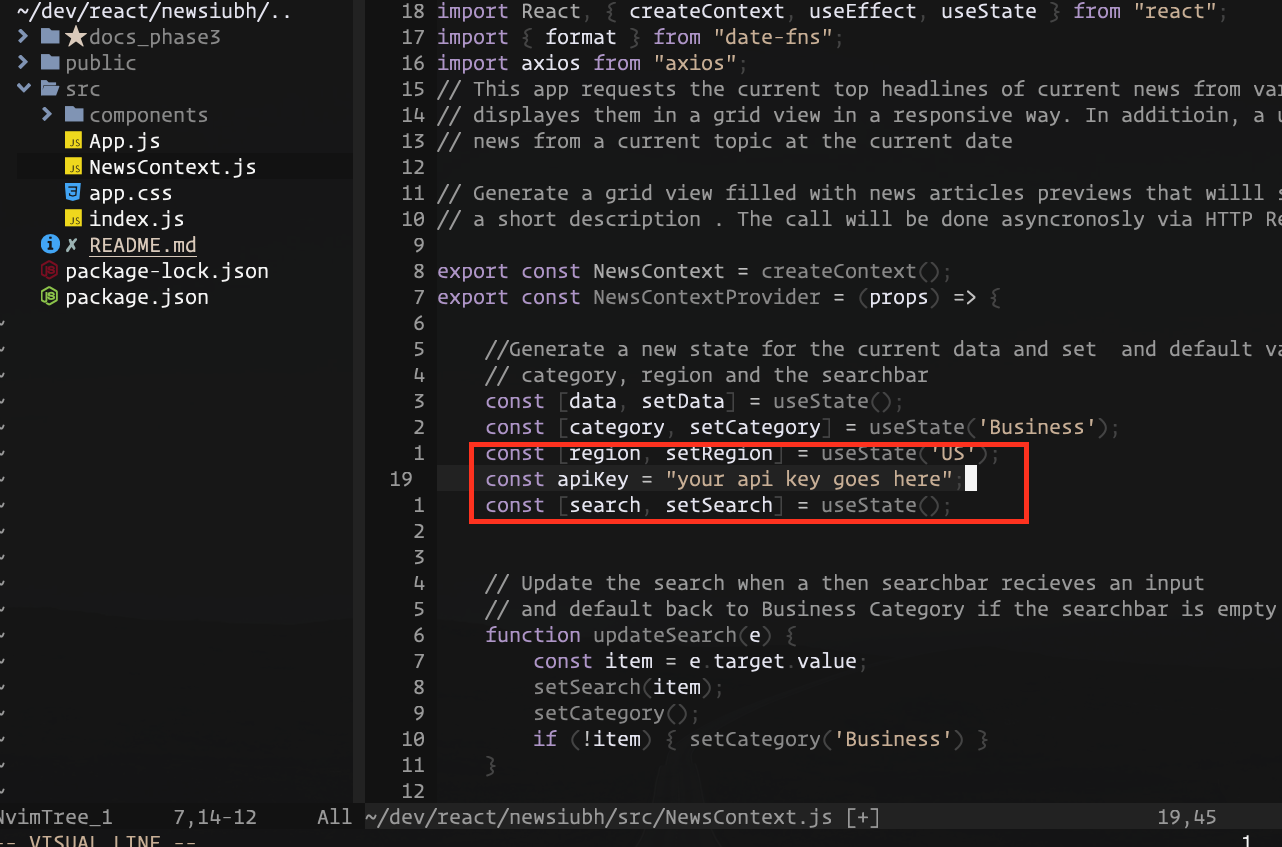 ~/dev/react/newsiubh/..
docs_phase3
public
src
components
App.js
NewsContext.js
app.css
index.js
README.md
package-lock.json
package.json
18 import React, { createContext, useEffect, useState } from "react";
17 import { format } from "date-fns";
16 import axios from "axios";
15 // This app requests the current top headlines of current news from
14 // displayes them in a grid view in a responsive way. In additioin, a
13 // news from a current topic at the current date
12
11 // Generate a grid view filled with news articles previews that willl
10 // a short description . The call will be done asyncronosly via HTTP
9
8 export const NewsContext = createContext();
7 export const NewsContextProvider = (props) => {
6
5 //Generate a new state for the current data and set  and default
4 // category, region and the searchbar
3 const [data, setData] = useState();
2 const [category, setCategory] = useState('Business');
1 const [region, setRegion] = useState('US');
19 const apiKey = "your api key goes here";
1 const [search, setSearch] = useState();
2
3
4 // Update the search when a then searchbar recieves an input
5 // and default back to Business Category if the searchbar is empty
6 function updateSearch(e) {
7 const item = e.target.value;
8 setSearch(item);
9 setCategory();
10 if (!item) { setCategory('Business') }
11 }
12
NvimTree_1 7,14-12 All ~/dev/react/newsiubh/src/NewsContext.js [+] 19,45
-- VISUAL LINE -- 1